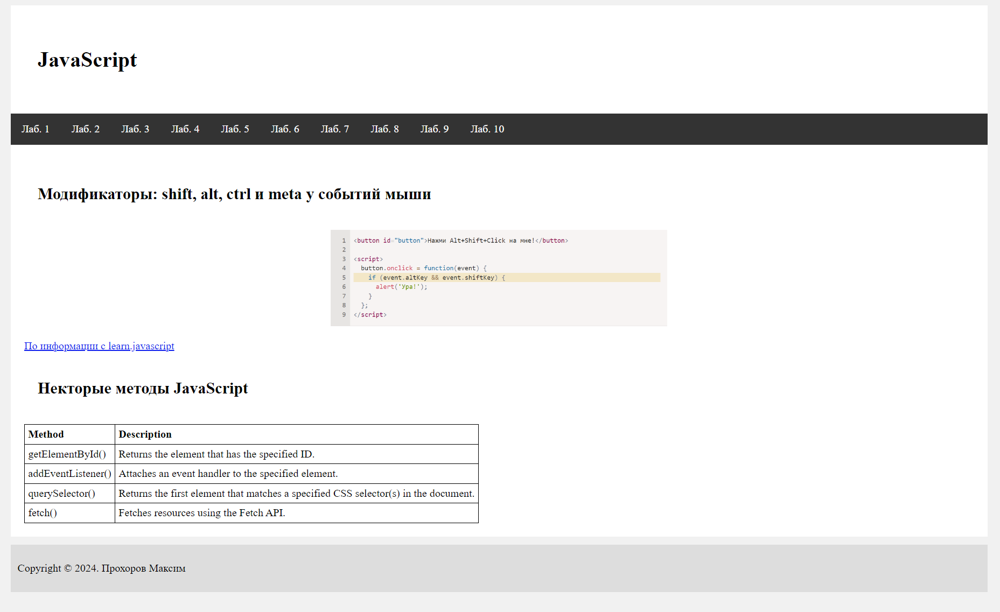 JavaScript
Лаб. 1 Лаб. 2 Лаб. 3 Лаб. 4 Лаб. 5 Лаб. 6 Лаб. 7 Лаб. 8 Лаб. 9 Лаб. 10
Модификаторы: shift, alt, ctrl и meta у событий мыши
1 <button id="button">Нажми Alt+Shift+Click на мне!</button>
2
3 <script>
4 button.onclick = function(event) {
5 if (event.altKey && event.shiftKey) {
6 alert('Ура!');
7 }
8 };
9 </script>
По информации с learn.javascript
Некторые методы JavaScript
Method Description
getElementById() Returns the element that has the specified ID.
addEventListener() Attaches an event handler to the specified element.
querySelector() Returns the first element that matches a specified CSS selector(s) in the document.
fetch() Fetches resources using the Fetch API.
Copyright © 2024. Прохоров Максим